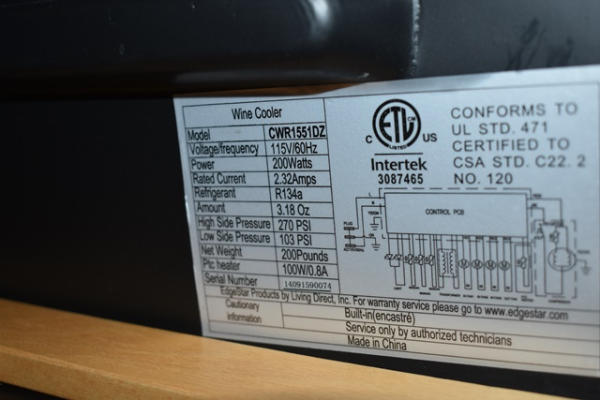 Wine Cooler
Model CWR1551DZ
Voltage/frequency 115V/60Hz
Power 200Watts
Rated Current 2.32Amps
Refrigerant R134a
Amount 3.18 Oz
High Side Pressure 270 PSI
Low Side Pressure 103 PSI
Net Weight 200Pounds
Ptc heater 100W/0.8A
Serial Number 14091590074
ETL CM
LISTED
C US
Intertek
3087465
CONFORMS TO
UL STD. 471
CERTIFIED TO
CSA STD. C22. 2
NO. 120
CONTROL PCB
PLUG
EdgeStar Products by Living Direct, Inc. For warranty service please go to www.edgestar.com
Cautionary information
Built-in(encastré)
Service only by authorized technicians
Made in China